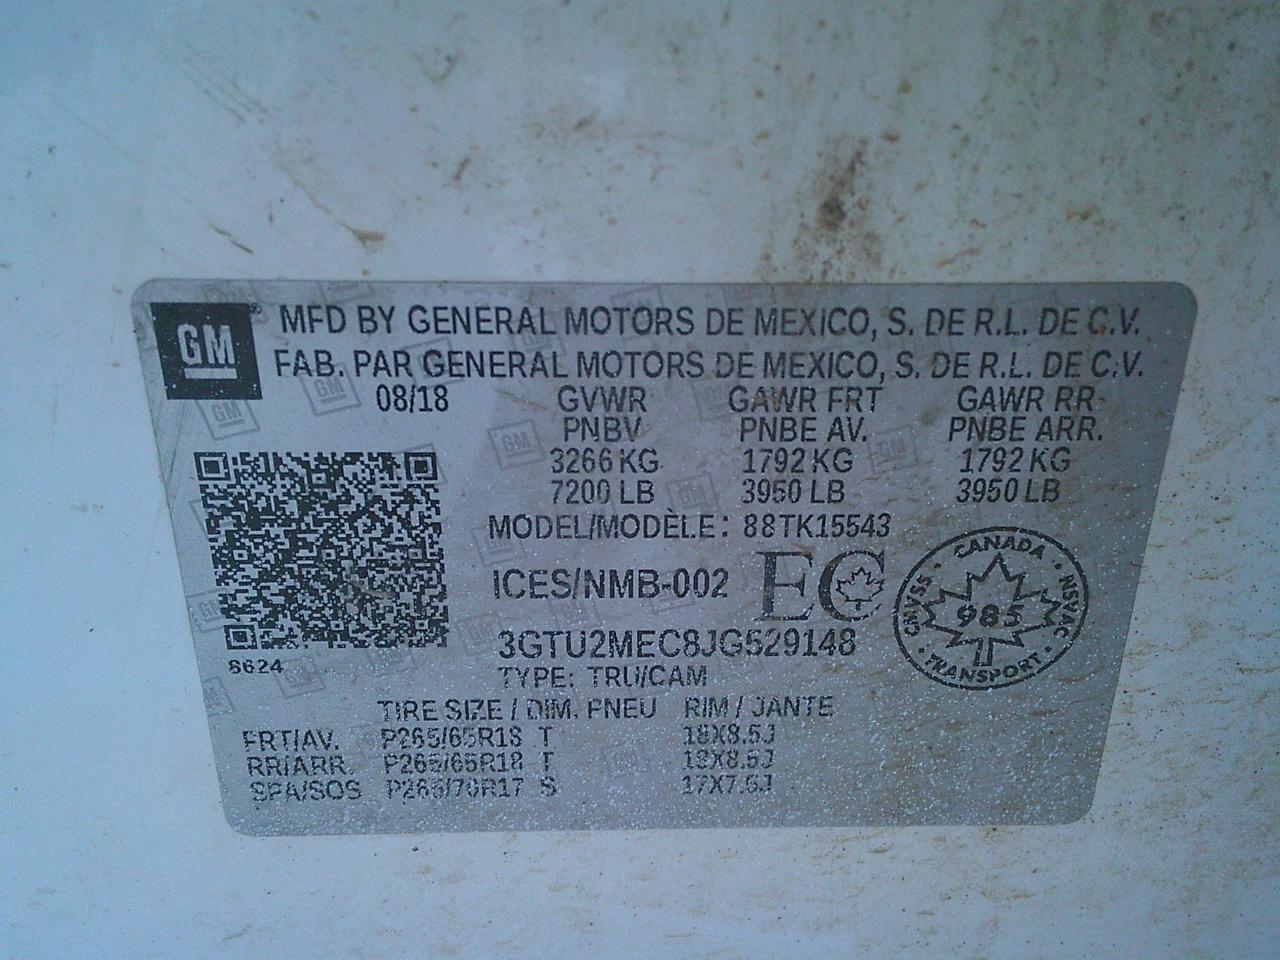 GM
MFD BY GENERAL MOTORS DE MEXICO, S. DE R.L. DE C.V.
FAB. PAR GENERAL MOTORS DE MEXICO, S. DE R.L. DE C.V.
08/18 GVWR GAWR FRT GAWR RR
PNBV PNBE AV. PNBE ARR.
3266 KG 1792 KG 1792 KG
7200 LB 3950 LB 3950 LB
MODEL/MODÈLE: 88TK15543
ICES/NMB-002 EC
CANADA
CMVSS 985 NSVAC
TRANSPORT
3GTU2MEC8JG529148
8624
TYPE: TRU/CAM
TIRE SIZE / DIM. PNEU RIM / JANTE
FRT/AV. P265/65R18 T 18X8.5J
RR/ARR. P265/65R18 T 18X8.5J
SPA/SOS P265/70R17 S 17X7.5J